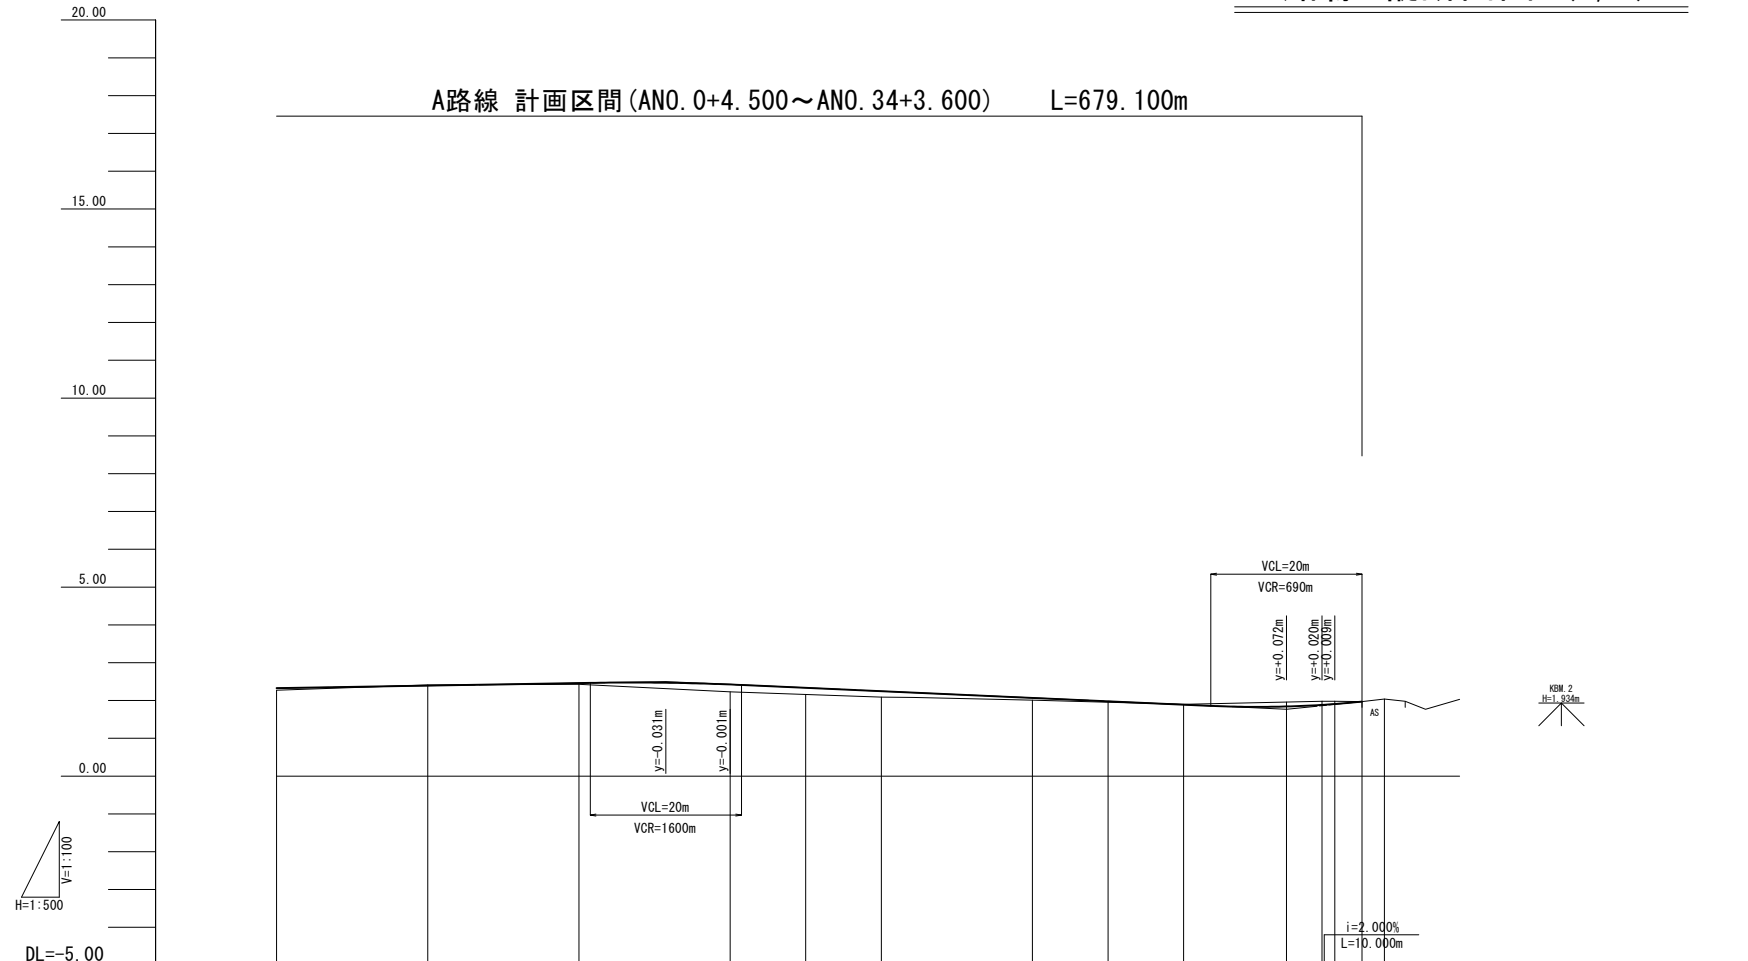 20.00
A路線 計画区間(ANO.0+4.500～ANO.34+3.600) L=679.100m
15.00
10.00
5.00
VCL=20m
VCR=690m
y=+0.072m
y=+0.020m
y=+0.009m
KBM.2
H=1.934m
AS
y=-0.031m
y=-0.001m
0.00
VCL=20m
VCR=1600m
V=1:100
H=1:500
i=2.000%
L=10.000m
DL=-5.00